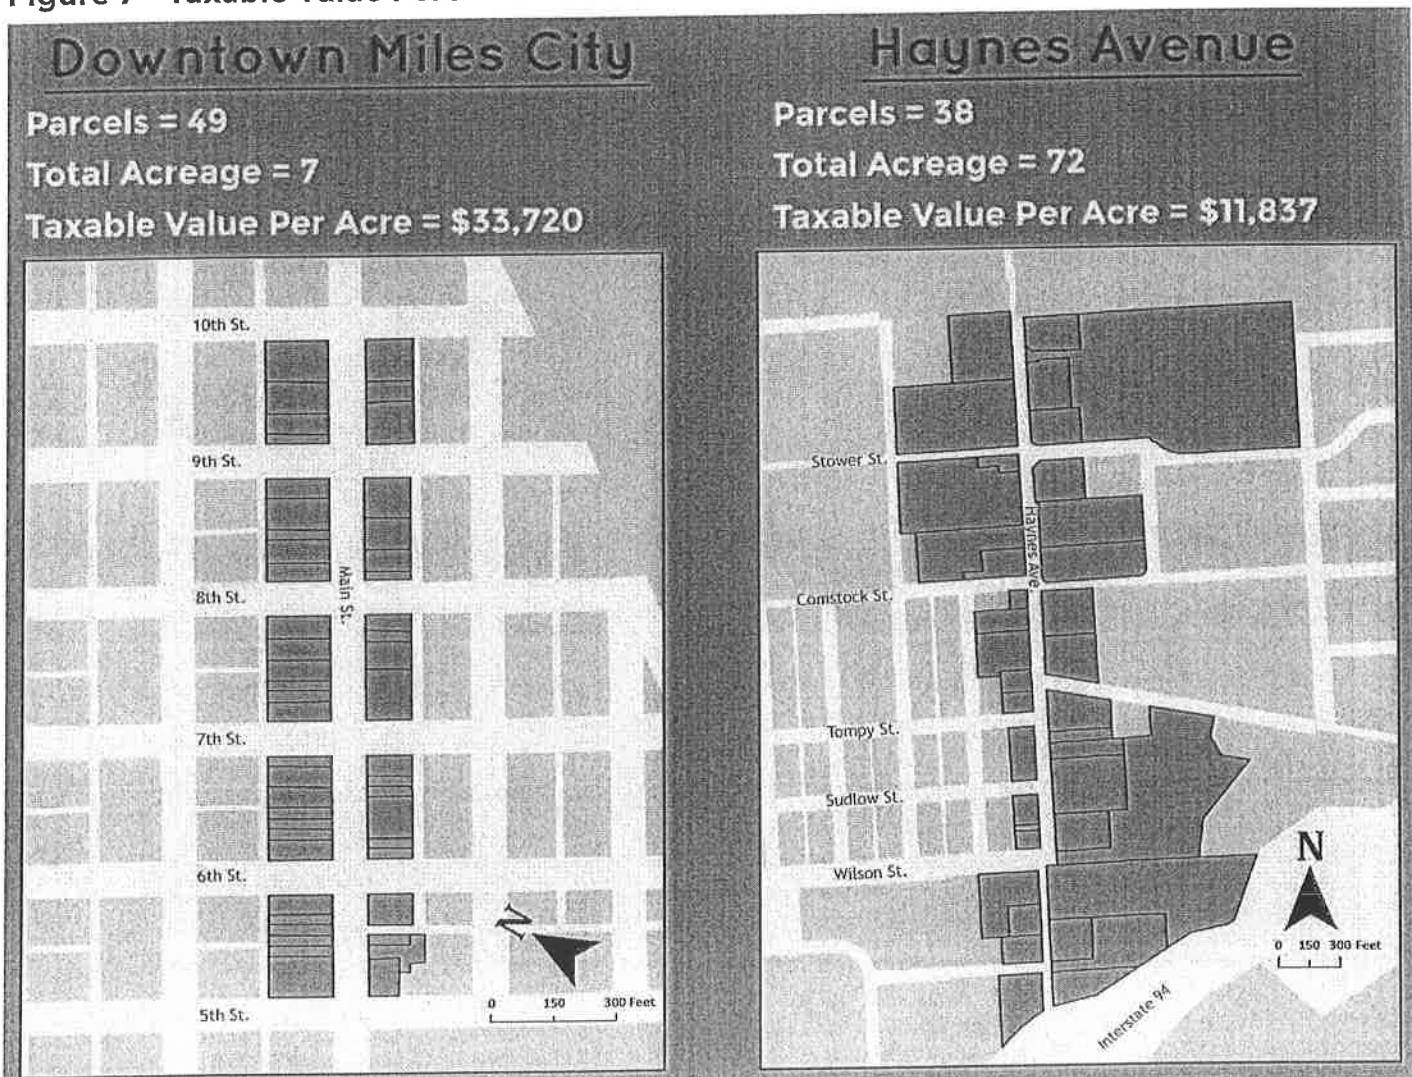 Downtown Miles City
Parcels = 49
Total Acreage = 7
Taxable Value Per Acre = $33,720
10th St.
9th St.
Main St.
8th St.
7th St.
6th St.
N
0 150 300 Feet
5th St.
Haynes Avenue
Parcels = 38
Total Acreage = 72
Taxable Value Per Acre = $11,837
Stower St.
Haynes Ave.
Comstock St.
Tompy St.
Sudlow St.
Wilson St.
N
0 150 300 Feet
Interstate 94